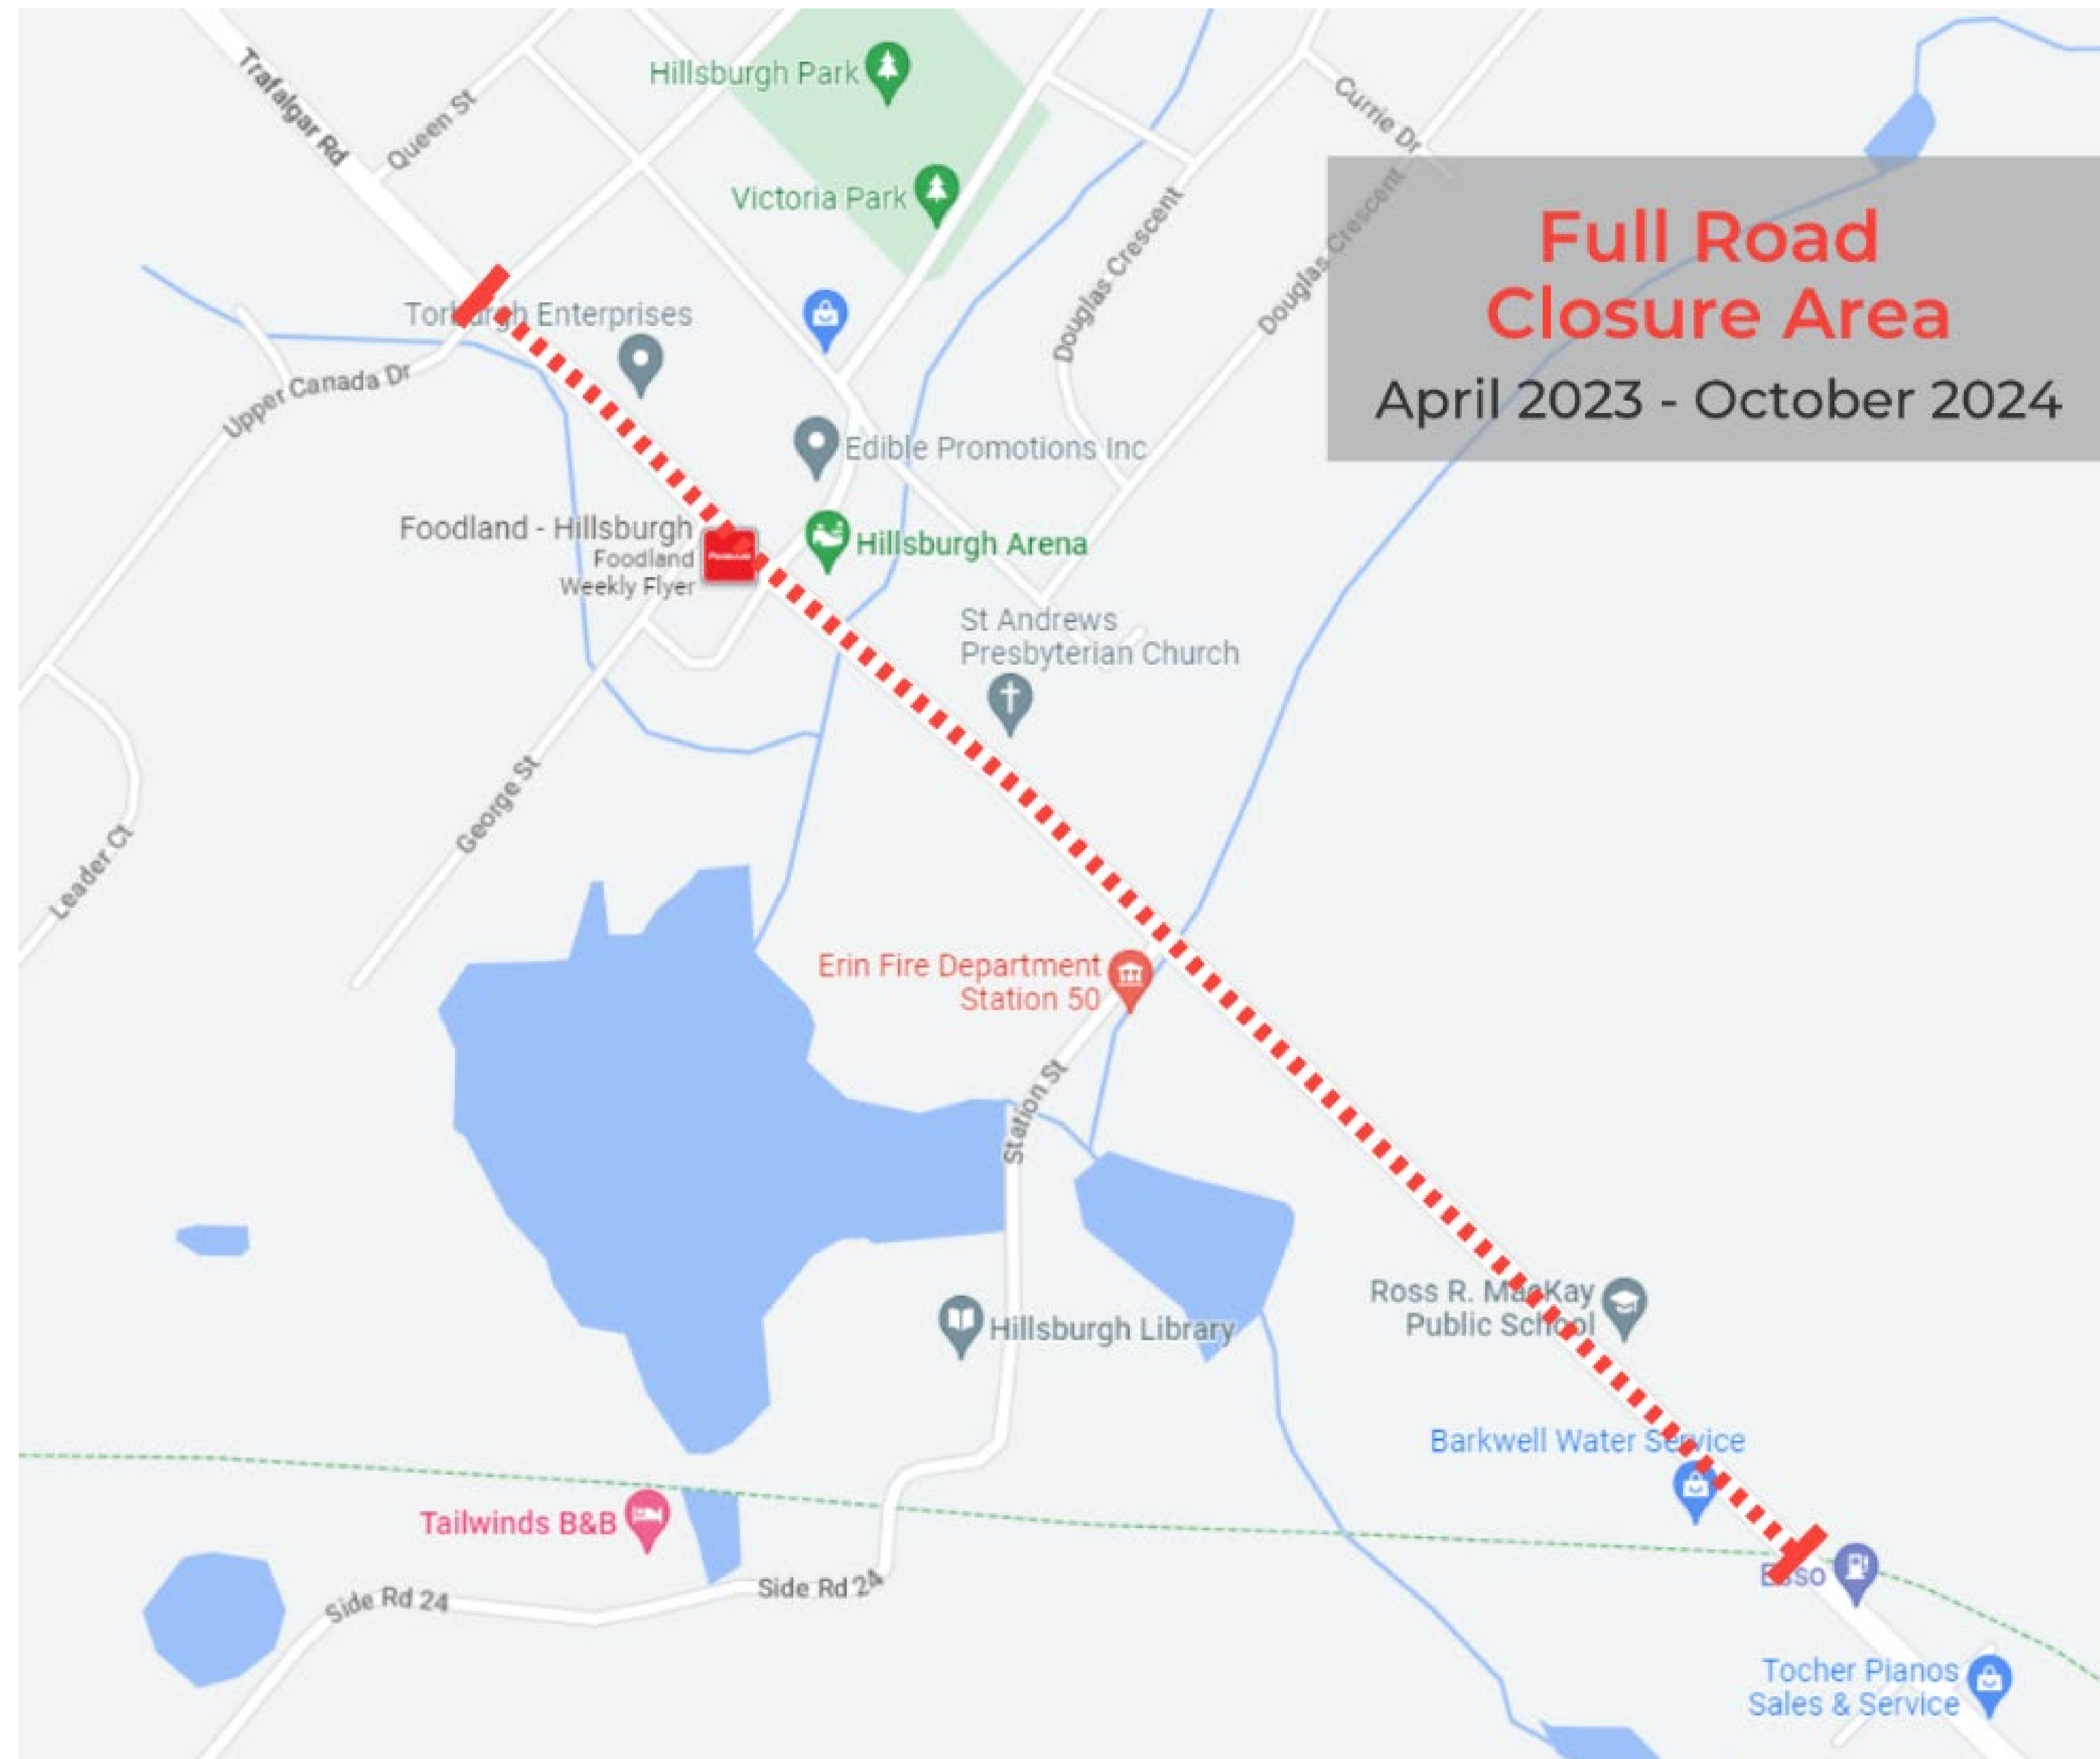 Trafalgar Rd
Queen St
Hillsburgh Park
Victoria Park
Currie Dr
Douglas Crescent
Douglas Crescent
Full Road
Closure Area
April 2023 - October 2024
Torburgh Enterprises
Upper Canada Dr
Edible Promotions Inc
Foodland - Hillsburgh
Foodland
Weekly Flyer
Hillsburgh Arena
St Andrews
Presbyterian Church
George St
Leader Ct
Erin Fire Department
Station 50
Station St
Hillsburgh Library
Ross R. MacKay
Public School
Barkwell Water Service
Tailwinds B&B
Esso
Side Rd 24
Side Rd 24
Tocher Pianos
Sales & Service